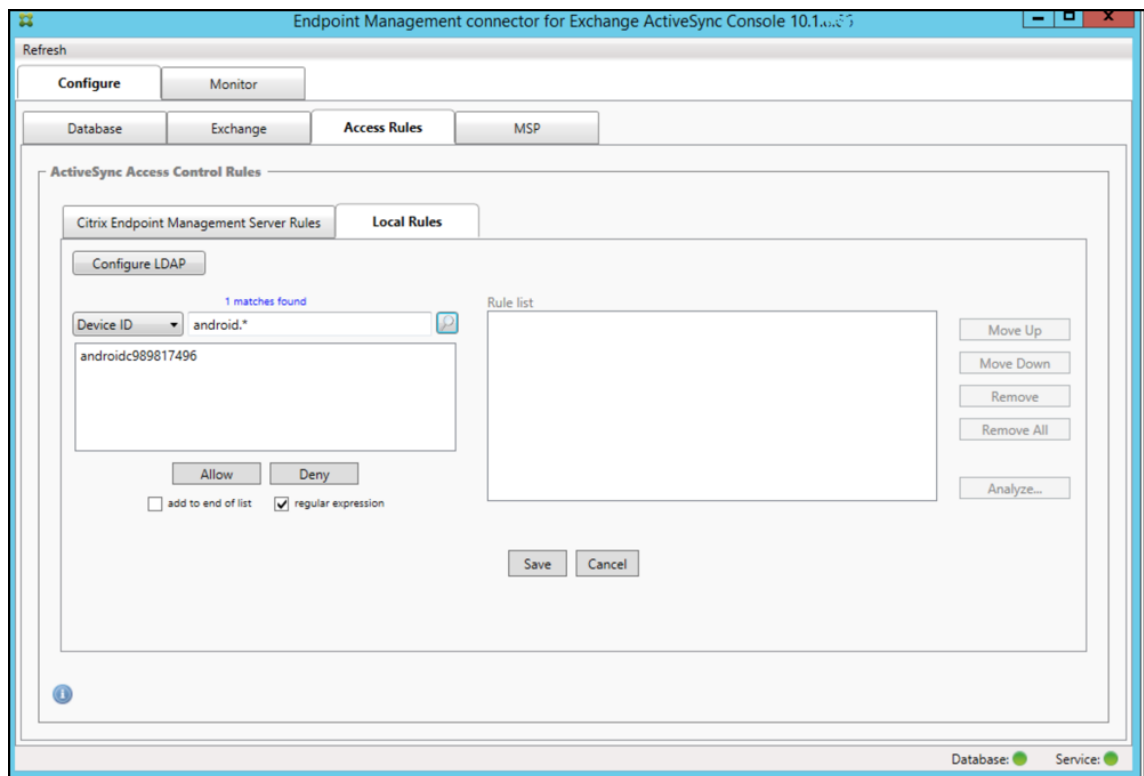 Endpoint Management connector for Exchange ActiveSync Console
Refresh
Configure Monitor
Database Exchange Access Rules MSP
ActiveSync Access Control Rules
Citrix Endpoint Management Server Rules Local Rules
Configure LDAP
1 matches found
Rule list
Device ID android.*
androidc989817496
Move Up
Move Down
Remove
Remove All
Allow Deny
Analyze...
add to end of list regular expression
Save Cancel
Database: Service: